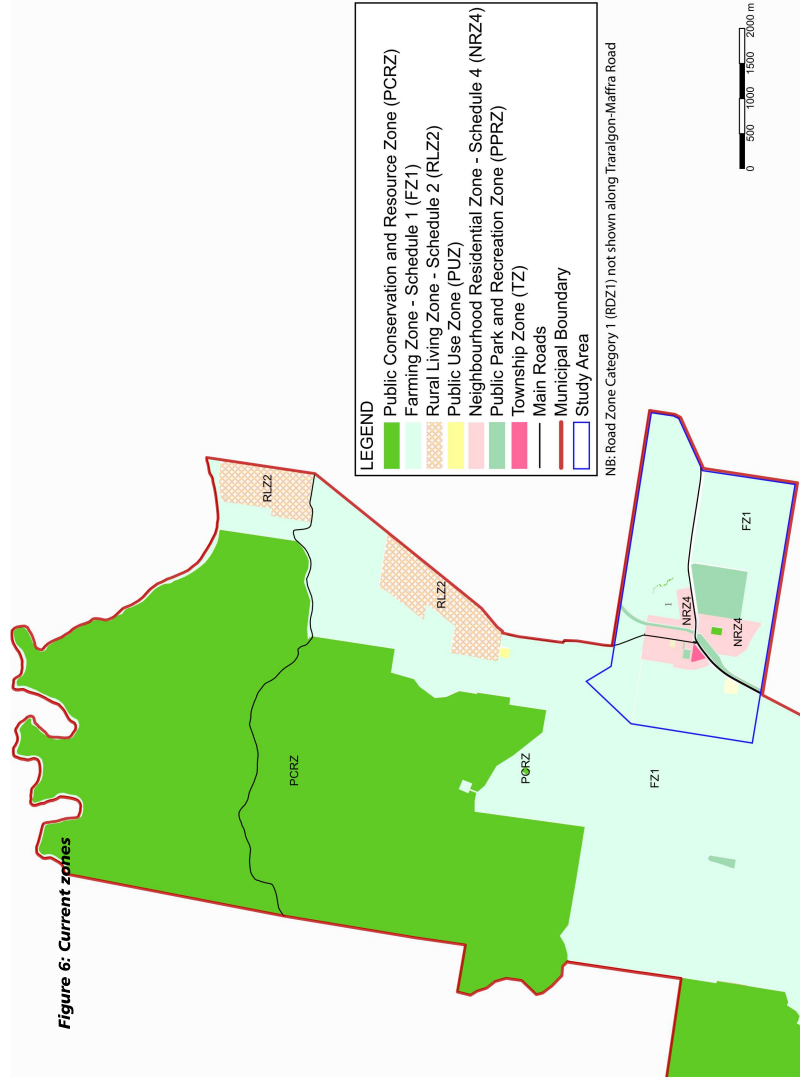 Figure 6: Current zones
RLZ2
RLZ2
PCRZ
PCRZ
FZ1
NRZ4
NRZ4
FZ1
LEGEND
Public Conservation and Resource Zone (PCRZ)
Farming Zone - Schedule 1 (FZ1)
Rural Living Zone - Schedule 2 (RLZ2)
Public Use Zone (PUZ)
Neighbourhood Residential Zone - Schedule 4 (NRZ4)
Public Park and Recreation Zone (PPRZ)
Township Zone (TZ)
Main Roads
Municipal Boundary
Study Area
NB: Road Zone Category 1 (RDZ1) not shown along Traralgon-Maffra Road
0 500 1000 1500 2000 m